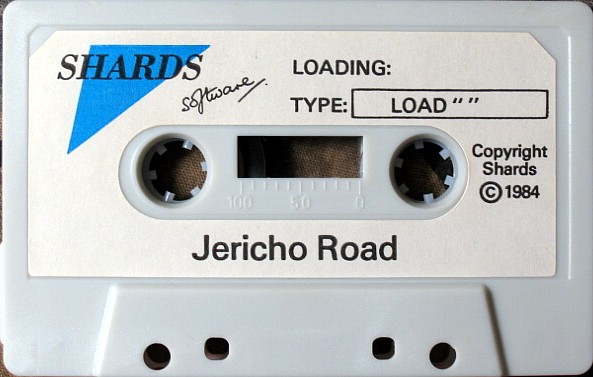 SHARDS
software.
LOADING:
TYPE: LOAD “ ”
Copyright
Shards
© 1984
100 50 0
Jericho Road